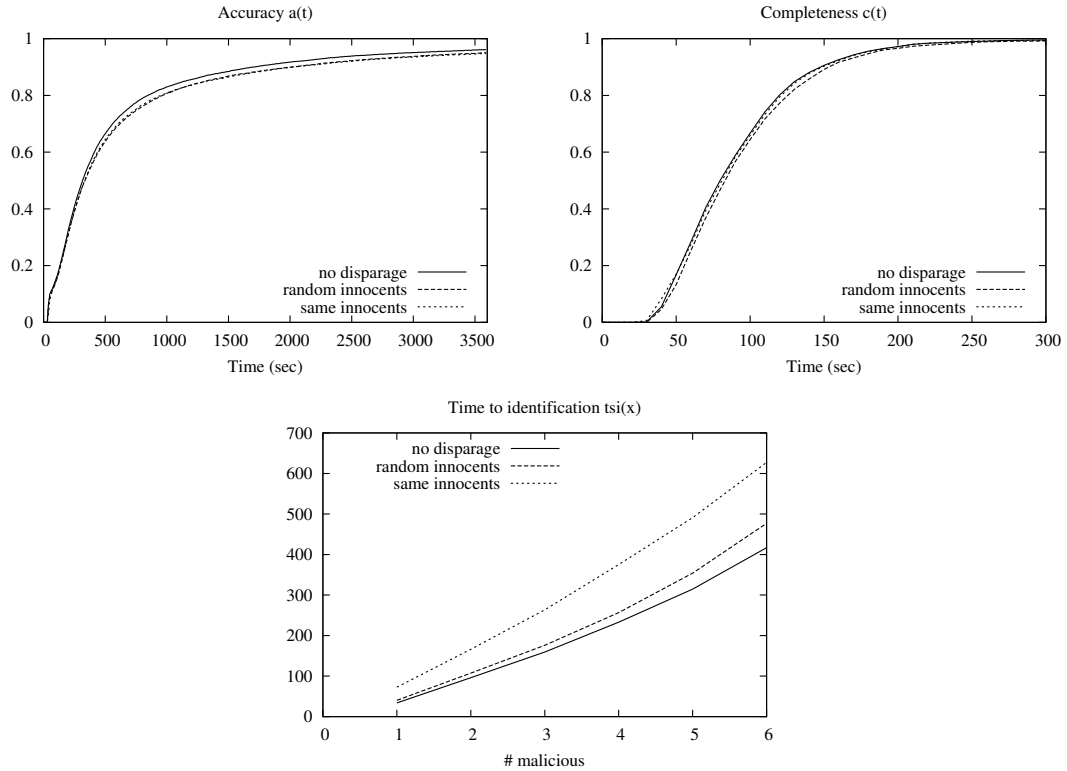 Accuracy a(t)
1
0.8
0.6
0.4
0.2
0
no disparage
random innocents
same innocents
0 500 1000 1500 2000 2500 3000 3500
Time (sec)
Completeness c(t)
1
0.8
0.6
0.4
0.2
0
no disparage
random innocents
same innocents
0 50 100 150 200 250 300
Time (sec)
Time to identification tsi(x)
700
600
500
400
300
200
100
0
no disparage
random innocents
same innocents
0 1 2 3 4 5 6
# malicious